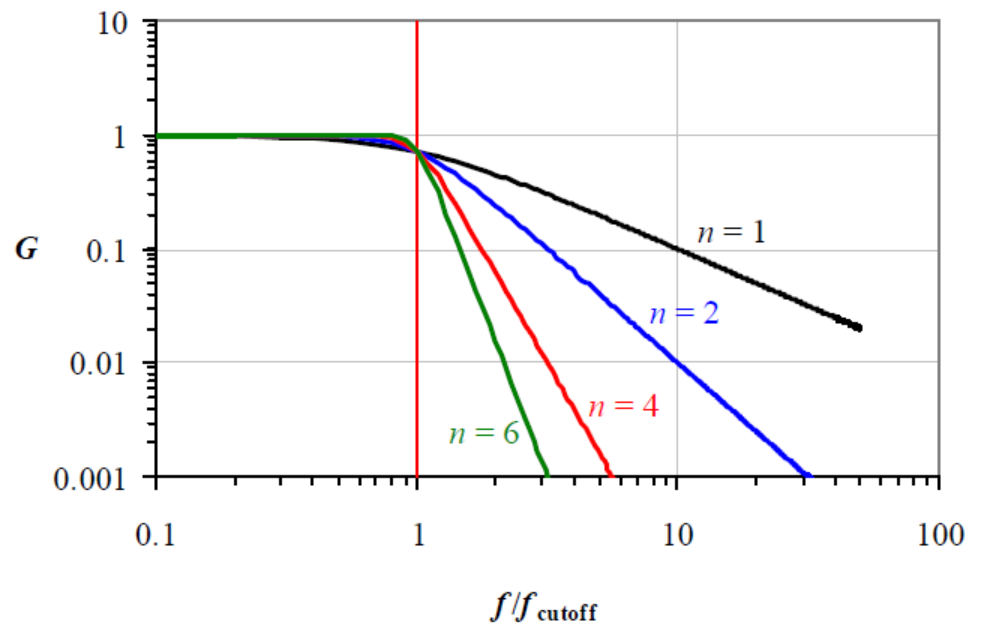 10
1
G
0.1
0.01
0.001
n = 1
n = 2
n = 4
n = 6
0.1 1 10 100
f/fcutoff